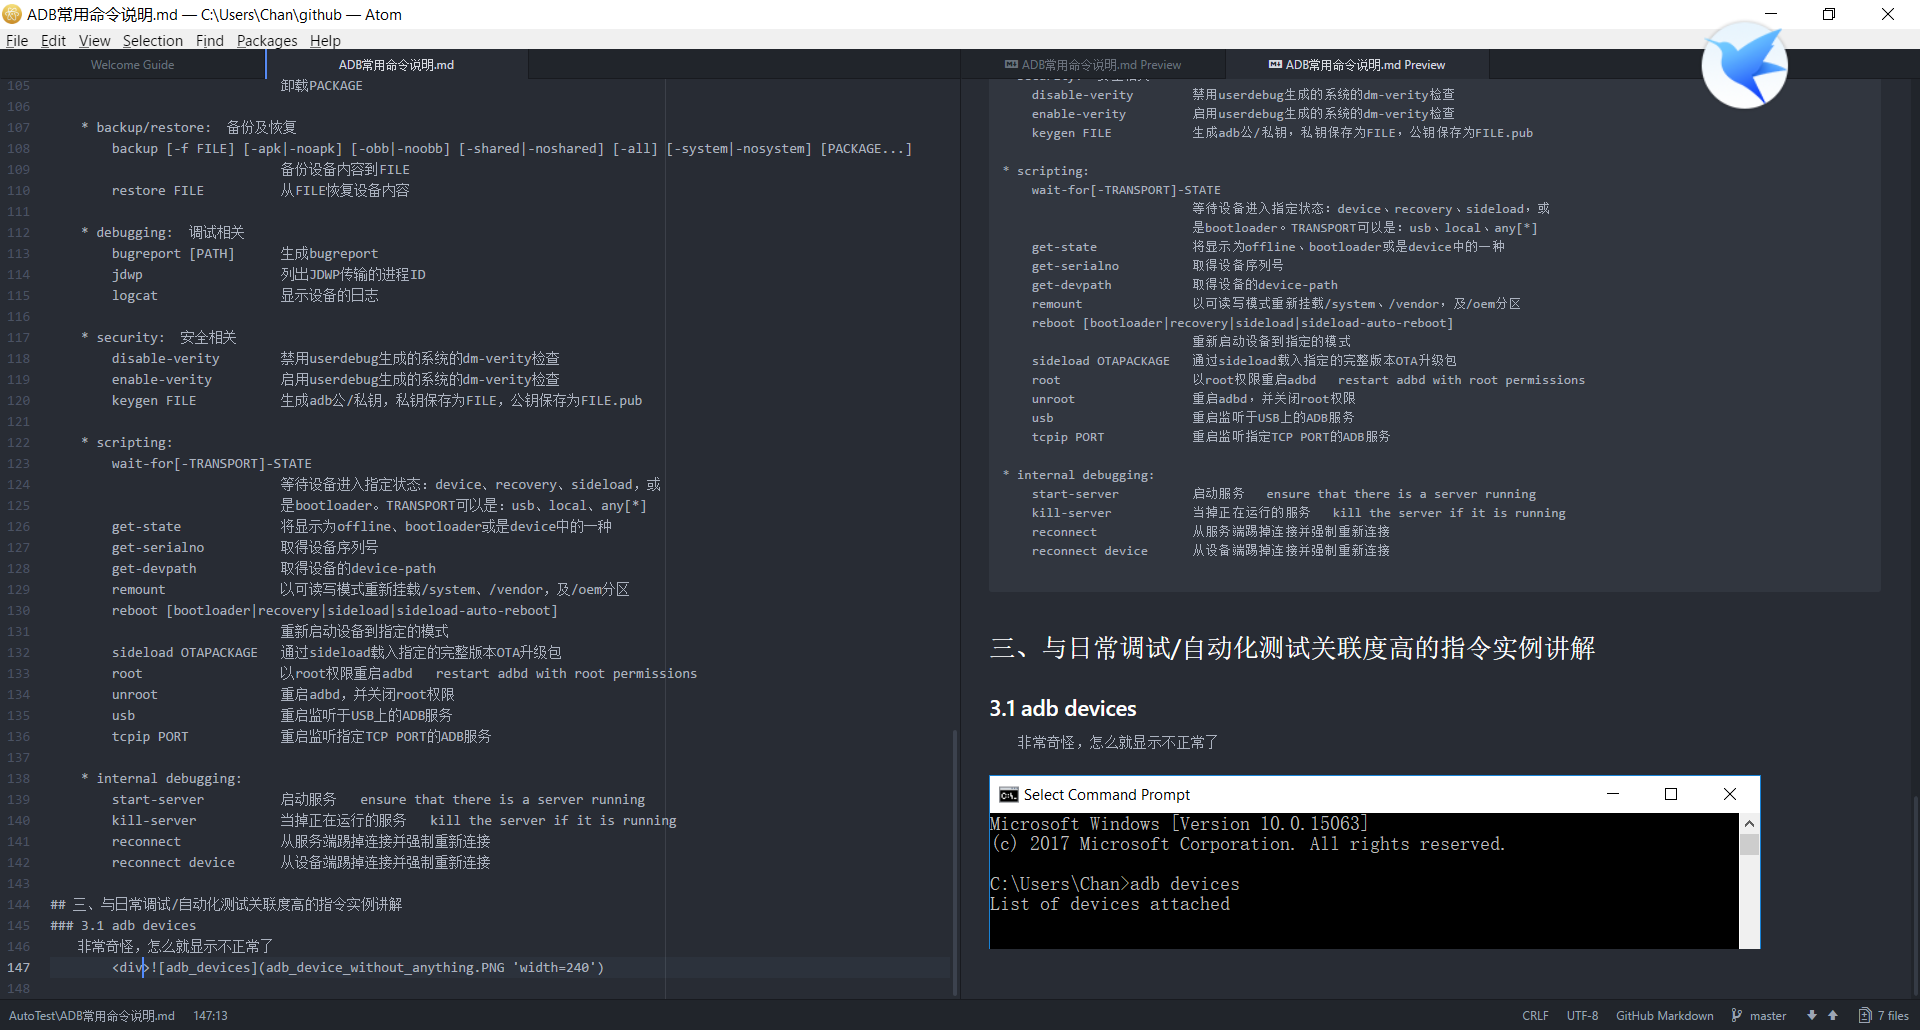 ADB常用命令说明.md — C:\Users\Chan\github — Atom
File Edit View Selection Find Packages Help
Welcome Guide
ADB常用命令说明.md
105 卸载PACKAGE
106
107 * backup/restore: 备份及恢复
108 backup [-f FILE] [-apk|-noapk] [-obb|-noobb] [-shared|-noshared] [-all] [-system|-nosystem] [PACKAGE...]
109 备份设备内容到FILE
110 restore FILE 从FILE恢复设备内容
111
112 * debugging: 调试相关
113 bugreport [PATH] 生成bugreport
114 jdwp 列出JDWP传输的进程ID
115 logcat 显示设备的日志
116
117 * security: 安全相关
118 disable-verity 禁用userdebug生成的系统的dm-verity检查
119 enable-verity 启用userdebug生成的系统的dm-verity检查
120 keygen FILE 生成adb公/私钥，私钥保存为FILE，公钥保存为FILE.pub
121
122 * scripting:
123 wait-for[-TRANSPORT]-STATE
124 等待设备进入指定状态：device、recovery、sideload，或
125 是bootloader。TRANSPORT可以是：usb、local、any[*]
126 get-state 将显示为offline、bootloader或是device中的一种
127 get-serialno 取得设备序列号
128 get-devpath 取得设备的device-path
129 remount 以可读写模式重新挂载/system、/vendor，及/oem分区
130 reboot [bootloader|recovery|sideload|sideload-auto-reboot]
131 重新启动设备到指定的模式
132 sideload OTAPACKAGE 通过sideload载入指定的完整版本OTA升级包
133 root 以root权限重启adbd restart adbd with root permissions
134 unroot 重启adbd，并关闭root权限
135 usb 重启监听于USB上的ADB服务
136 tcpip PORT 重启监听指定TCP PORT的ADB服务
137
138 * internal debugging:
139 start-server 启动服务 ensure that there is a server running
140 kill-server 当掉正在运行的服务 kill the server if it is running
141 reconnect 从服务端踢掉连接并强制重新连接
142 reconnect device 从设备端踢掉连接并强制重新连接
143
144 ## 三、与日常调试/自动化测试关联度高的指令实例讲解
145 ### 3.1 adb devices
146 非常奇怪，怎么就显示不正常了
147 <div>![adb_devices](adb_device_without_anything.PNG 'width=240')
148
ADB常用命令说明.md Preview
ADB常用命令说明.md Preview
disable-verity 禁用userdebug生成的系统的dm-verity检查
enable-verity 启用userdebug生成的系统的dm-verity检查
keygen FILE 生成adb公/私钥，私钥保存为FILE，公钥保存为FILE.pub
* scripting:
wait-for[-TRANSPORT]-STATE
等待设备进入指定状态：device、recovery、sideload，或
是bootloader。TRANSPORT可以是：usb、local、any[*]
get-state 将显示为offline、bootloader或是device中的一种
get-serialno 取得设备序列号
get-devpath 取得设备的device-path
remount 以可读写模式重新挂载/system、/vendor，及/oem分区
reboot [bootloader|recovery|sideload|sideload-auto-reboot]
重新启动设备到指定的模式
sideload OTAPACKAGE 通过sideload载入指定的完整版本OTA升级包
root 以root权限重启adbd restart adbd with root permissions
unroot 重启adbd，并关闭root权限
usb 重启监听于USB上的ADB服务
tcpip PORT 重启监听指定TCP PORT的ADB服务
* internal debugging:
start-server 启动服务 ensure that there is a server running
kill-server 当掉正在运行的服务 kill the server if it is running
reconnect 从服务端踢掉连接并强制重新连接
reconnect device 从设备端踢掉连接并强制重新连接
三、与日常调试/自动化测试关联度高的指令实例讲解
3.1 adb devices
非常奇怪，怎么就显示不正常了
Select Command Prompt
Microsoft Windows [Version 10.0.15063]
(c) 2017 Microsoft Corporation. All rights reserved.
C:\Users\Chan>adb devices
List of devices attached
AutoTest\ADB常用命令说明.md 147:13
CRLF UTF-8 GitHub Markdown master 7 files